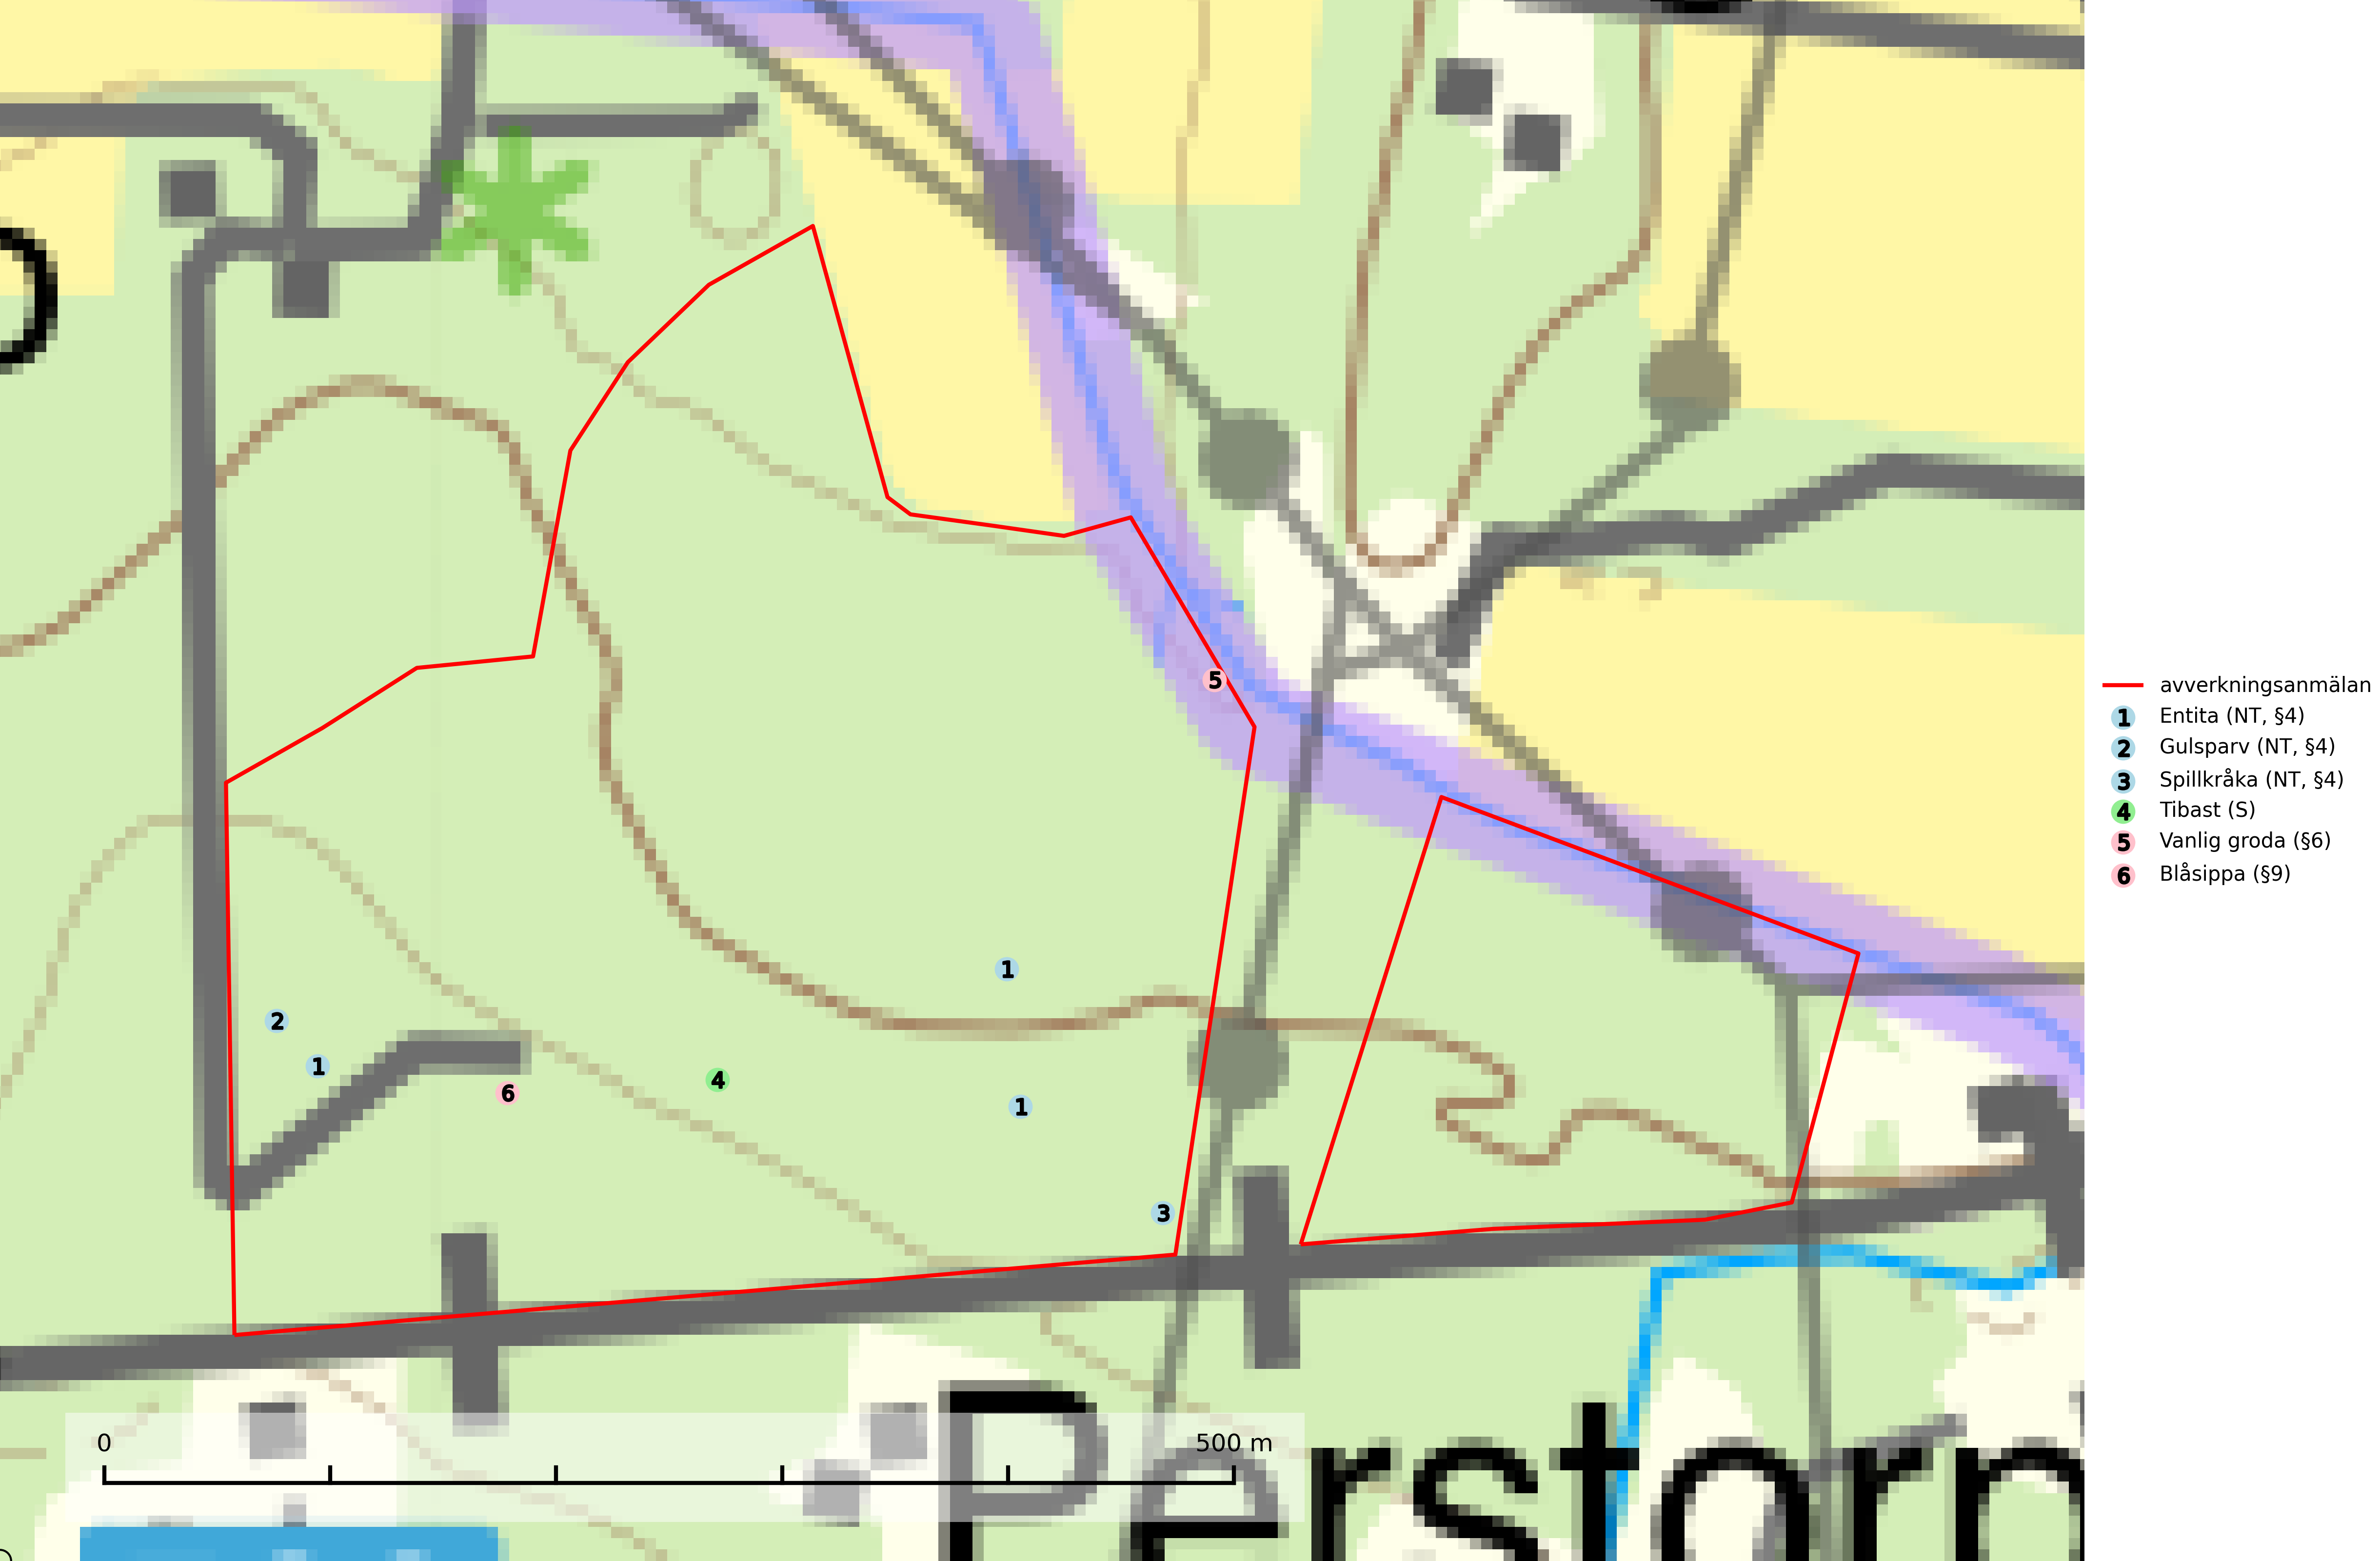 5
1
2
1
6
4
1
3
0
500 m
Perstorp
avverkningsanmälan
1 Entita (NT, §4)
2 Gulsparv (NT, §4)
3 Spillkråka (NT, §4)
4 Tibast (S)
5 Vanlig groda (§6)
6 Blåsippa (§9)